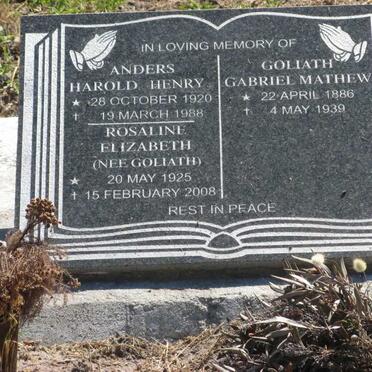 IN LOVING MEMORY OF
ANDERS
HAROLD HENRY
★ 28 OCTOBER 1920
† 19 MARCH 1988
ROSALINE
ELIZABETH
(NEE GOLIATH)
★ 20 MAY 1925
† 15 FEBRUARY 2008
GOLIATH
GABRIEL MATHEW
★ 22 APRIL 1886
† 4 MAY 1939
REST IN PEACE